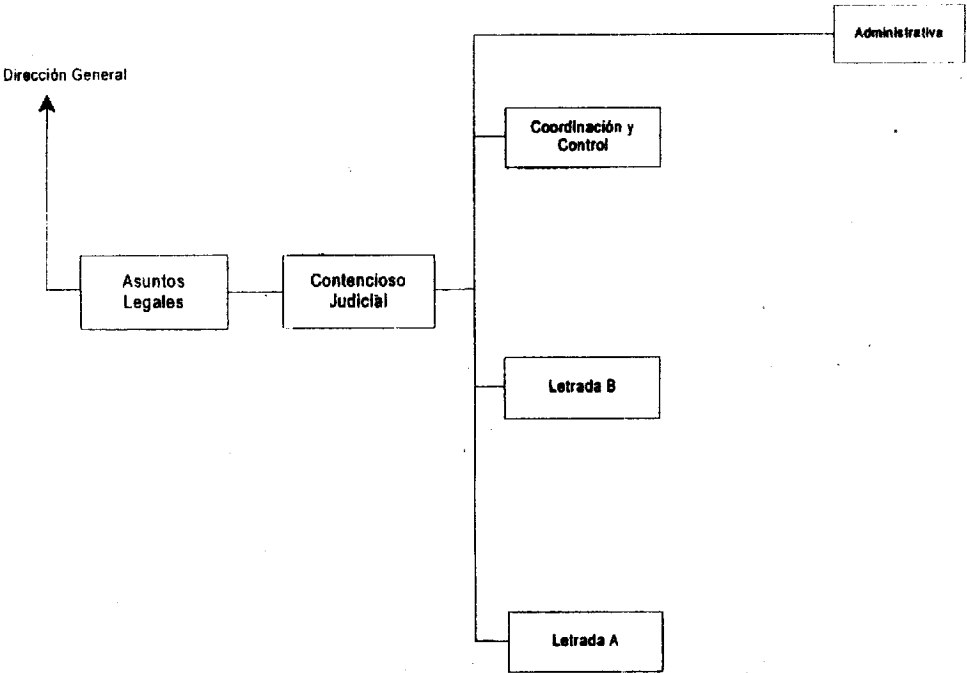 Administrativa
Dirección General
Coordinación y
Control
Asuntos
Legales
Contencioso
Judicial
Letrada B
Letrada A